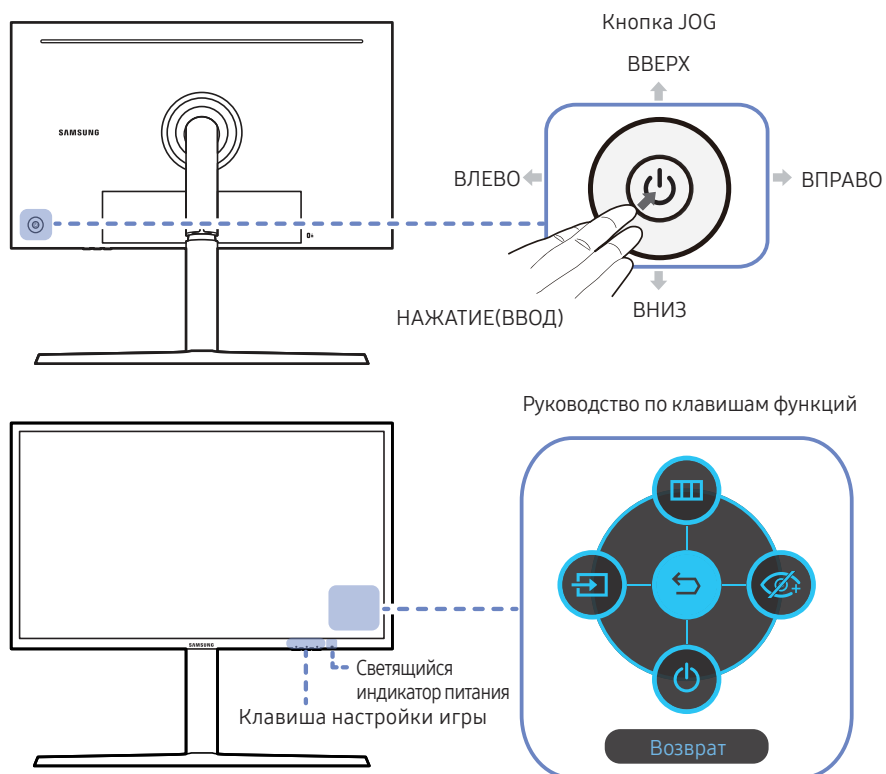 Кнопка JOG
ВВЕРХ
SAMSUNG
ВЛЕВО
ВПРАВО
НАЖАТИЕ(ВВОД)
ВНИЗ
Руководство по клавишам функций
SAMSUNG
Светящийся
индикатор питания
Клавиша настройки игры
Возврат